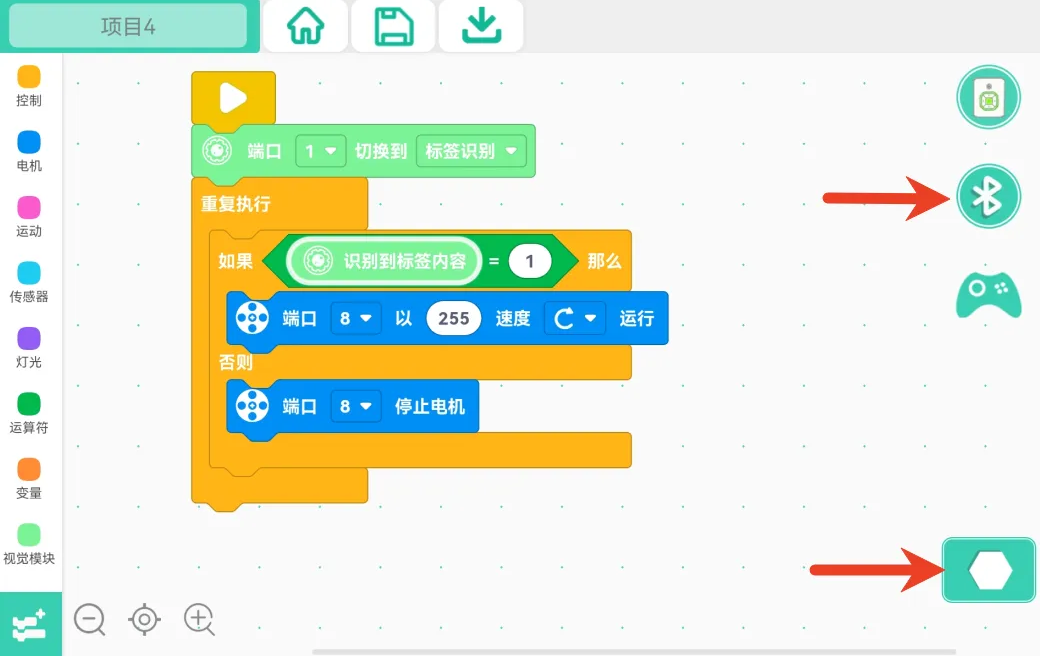 项目4
控制
电机
运动
传感器
灯光
运算符
变量
视觉模块
端口 1 切换到 标签识别
重复执行
如果 识别到标签内容 = 1 那么
端口 8 以 255 速度 运行
否则
端口 8 停止电机